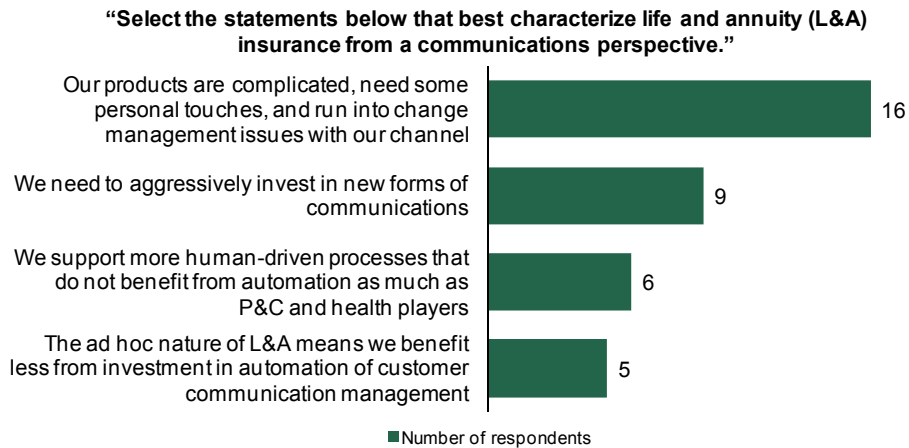 “Select the statements below that best characterize life and annuity (L&A)
insurance from a communications perspective.”
Our products are complicated, need some
personal touches, and run into change
management issues with our channel
16
We need to aggressively invest in new forms of
communications
9
We support more human-driven processes that
do not benefit from automation as much as
P&C and health players
6
The ad hoc nature of L&A means we benefit
less from investment in automation of customer
communication management
5
Number of respondents